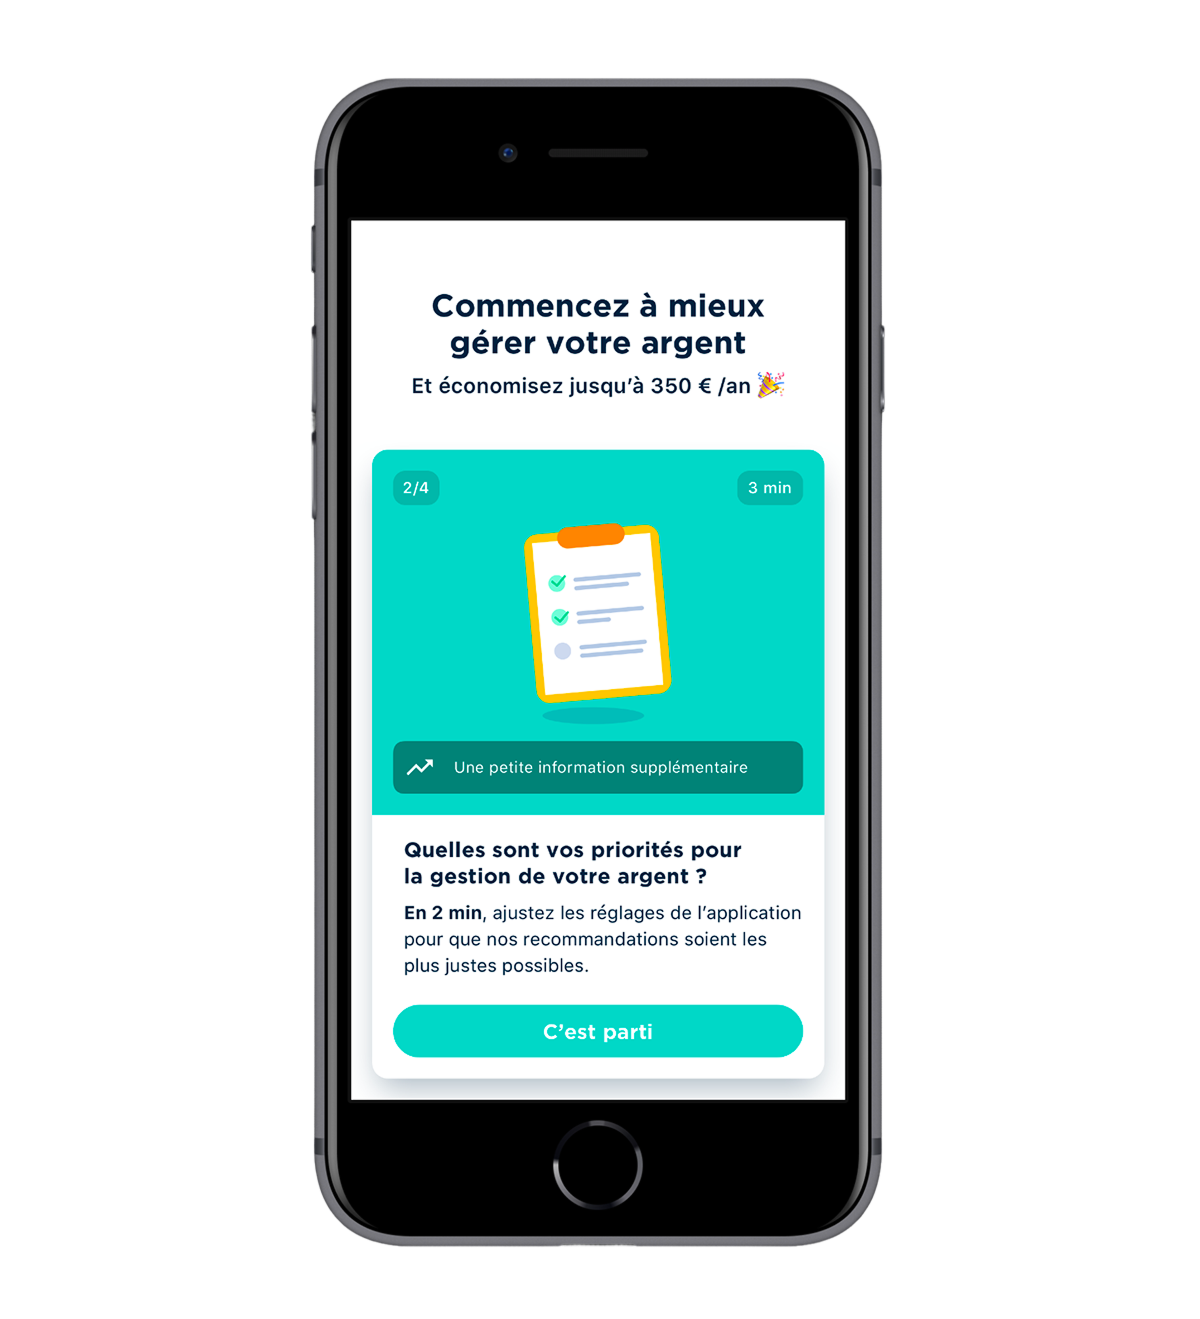 Commencez à mieux
gérer votre argent
Et économisez jusqu'à 350 € /an 🎉
2/4
3 min
Une petite information supplémentaire
Quelles sont vos priorités pour
la gestion de votre argent ?
En 2 min, ajustez les réglages de l'application
pour que nos recommandations soient les
plus justes possibles.
C'est parti